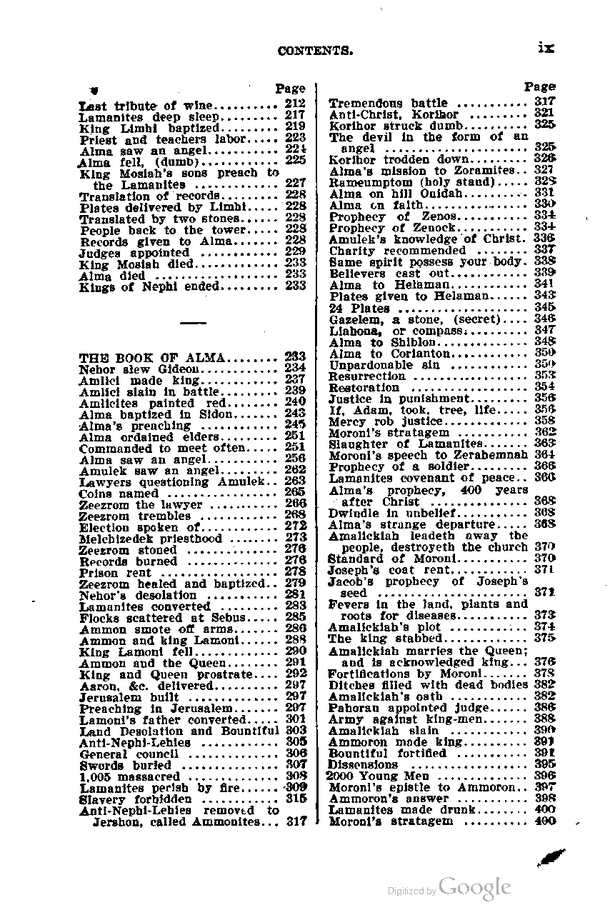 CONTENTS. ix
Page
Last tribute of wine.......... 212
Lamanites deep sleep......... 217
King Limhi baptized......... 219
Priest and teachers labor..... 223
Alma saw an angel........... 224
Alma fell, (dumb)............ 225
King Mosiah's sons preach to
the Lamanites ............. 227
Translation of records........ 228
Plates delivered by Limhi.... 228
Translated by two stones...... 228
People back to the tower..... 228
Records given to Alma....... 228
Judges appointed ............ 229
King Mosiah died............. 233
Alma died ................... 233
Kings of Nephi ended......... 233
THE BOOK OF ALMA........ 233
Nehor slew Gideon............ 234
Amlici made king............. 237
Amlici slain in battle......... 239
Amlicites painted red......... 240
Alma baptized in Sidon....... 243
Alma's preaching ............ 245
Alma ordained elders......... 251
Commanded to meet often..... 251
Alma saw an angel........... 256
Amulek saw an angel......... 262
Lawyers questioning Amulek.. 263
Coins named ................. 265
Zeezrom the lawyer .......... 266
Zeezrom trembles ............ 268
Election spoken of............ 272
Melchizedek priesthood ....... 273
Zeezrom stoned .............. 276
Records burned .............. 276
Prison rent .................. 278
Zeezrom healed and baptized.. 279
Nehor's desolation ........... 281
Lamanites converted ......... 283
Flocks scattered at Sebus..... 285
Ammon smote off arms....... 286
Ammon and king Lamoni...... 288
King Lamoni fell............. 290
Ammon and the Queen....... 291
King and Queen prostrate.... 292
Aaron, &c. delivered.......... 297
Jerusalem built .............. 297
Preaching in Jerusalem....... 297
Lamoni's father converted..... 301
Land Desolation and Bountiful 303
Anti-Nephi-Lehies ........... 305
General council .............. 306
Swords buried ............... 307
1,005 massacred .............. 308
Lamanites perish by fire...... 309
Slavery forbidden ............ 315
Anti-Nephi-Lehies removed to
Jershon, called Ammonites... 317
Page
Tremendous battle ........... 317
Anti-Christ, Korihor ......... 321
Korihor struck dumb.......... 325
The devil in the form of an
angel ...................... 325
Korihor trodden down......... 326
Alma's mission to Zoramites.. 327
Rameumptom (holy stand)..... 328
Alma on hill Onidah.......... 331
Alma on faith................ 330
Prophecy of Zenos............ 334
Prophecy of Zenock........... 334
Amulek's knowledge of Christ. 336
Charity recommended ........ 337
Same spirit possess your body. 338
Believers cast out............ 339
Alma to Helaman............. 341
Plates given to Helaman...... 343
24 Plates .................... 345
Gazelem, a stone, (secret).... 346
Liahona, or compass.......... 347
Alma to Shiblon.............. 348
Alma to Corianton............ 350
Unpardonable sin ............ 350
Resurrection ................. 353
Restoration .................. 354
Justice in punishment......... 356
If, Adam, took, tree, life..... 356
Mercy rob justice............. 358
Moroni's stratagem ........... 362
Slaughter of Lamanites....... 363
Moroni's speech to Zerahemnah 364
Prophecy of a soldier......... 366
Lamanites covenant of peace.. 366
Alma's prophecy, 400 years
after Christ ............... 368
Dwindle in unbelief........... 368
Alma's strange departure..... 368
Amalickiah leadeth away the
people, destroyeth the church 370
Standard of Moroni........... 370
Joseph's coat rent............ 371
Jacob's prophecy of Joseph's
seed ....................... 371
Fevers in the land, plants and
roots for diseases........... 373
Amalickiah's plot ............ 374
The king stabbed............. 375
Amalickiah marries the Queen;
and is acknowledged king... 376
Fortifications by Moroni....... 378
Ditches filled with dead bodies 382
Amalickiah's oath ............ 382
Pahoran appointed judge...... 386
Army against king-men....... 388
Amalickiah slain ............. 390
Ammoron made king.......... 391
Bountiful fortified ............ 391
Dissensions .................. 395
2000 Young Men ............. 396
Moroni's epistle to Ammoron.. 397
Ammoron's answer ........... 398
Lamanites made drunk........ 400
Moroni's stratagem .......... 400
Digitized by Google